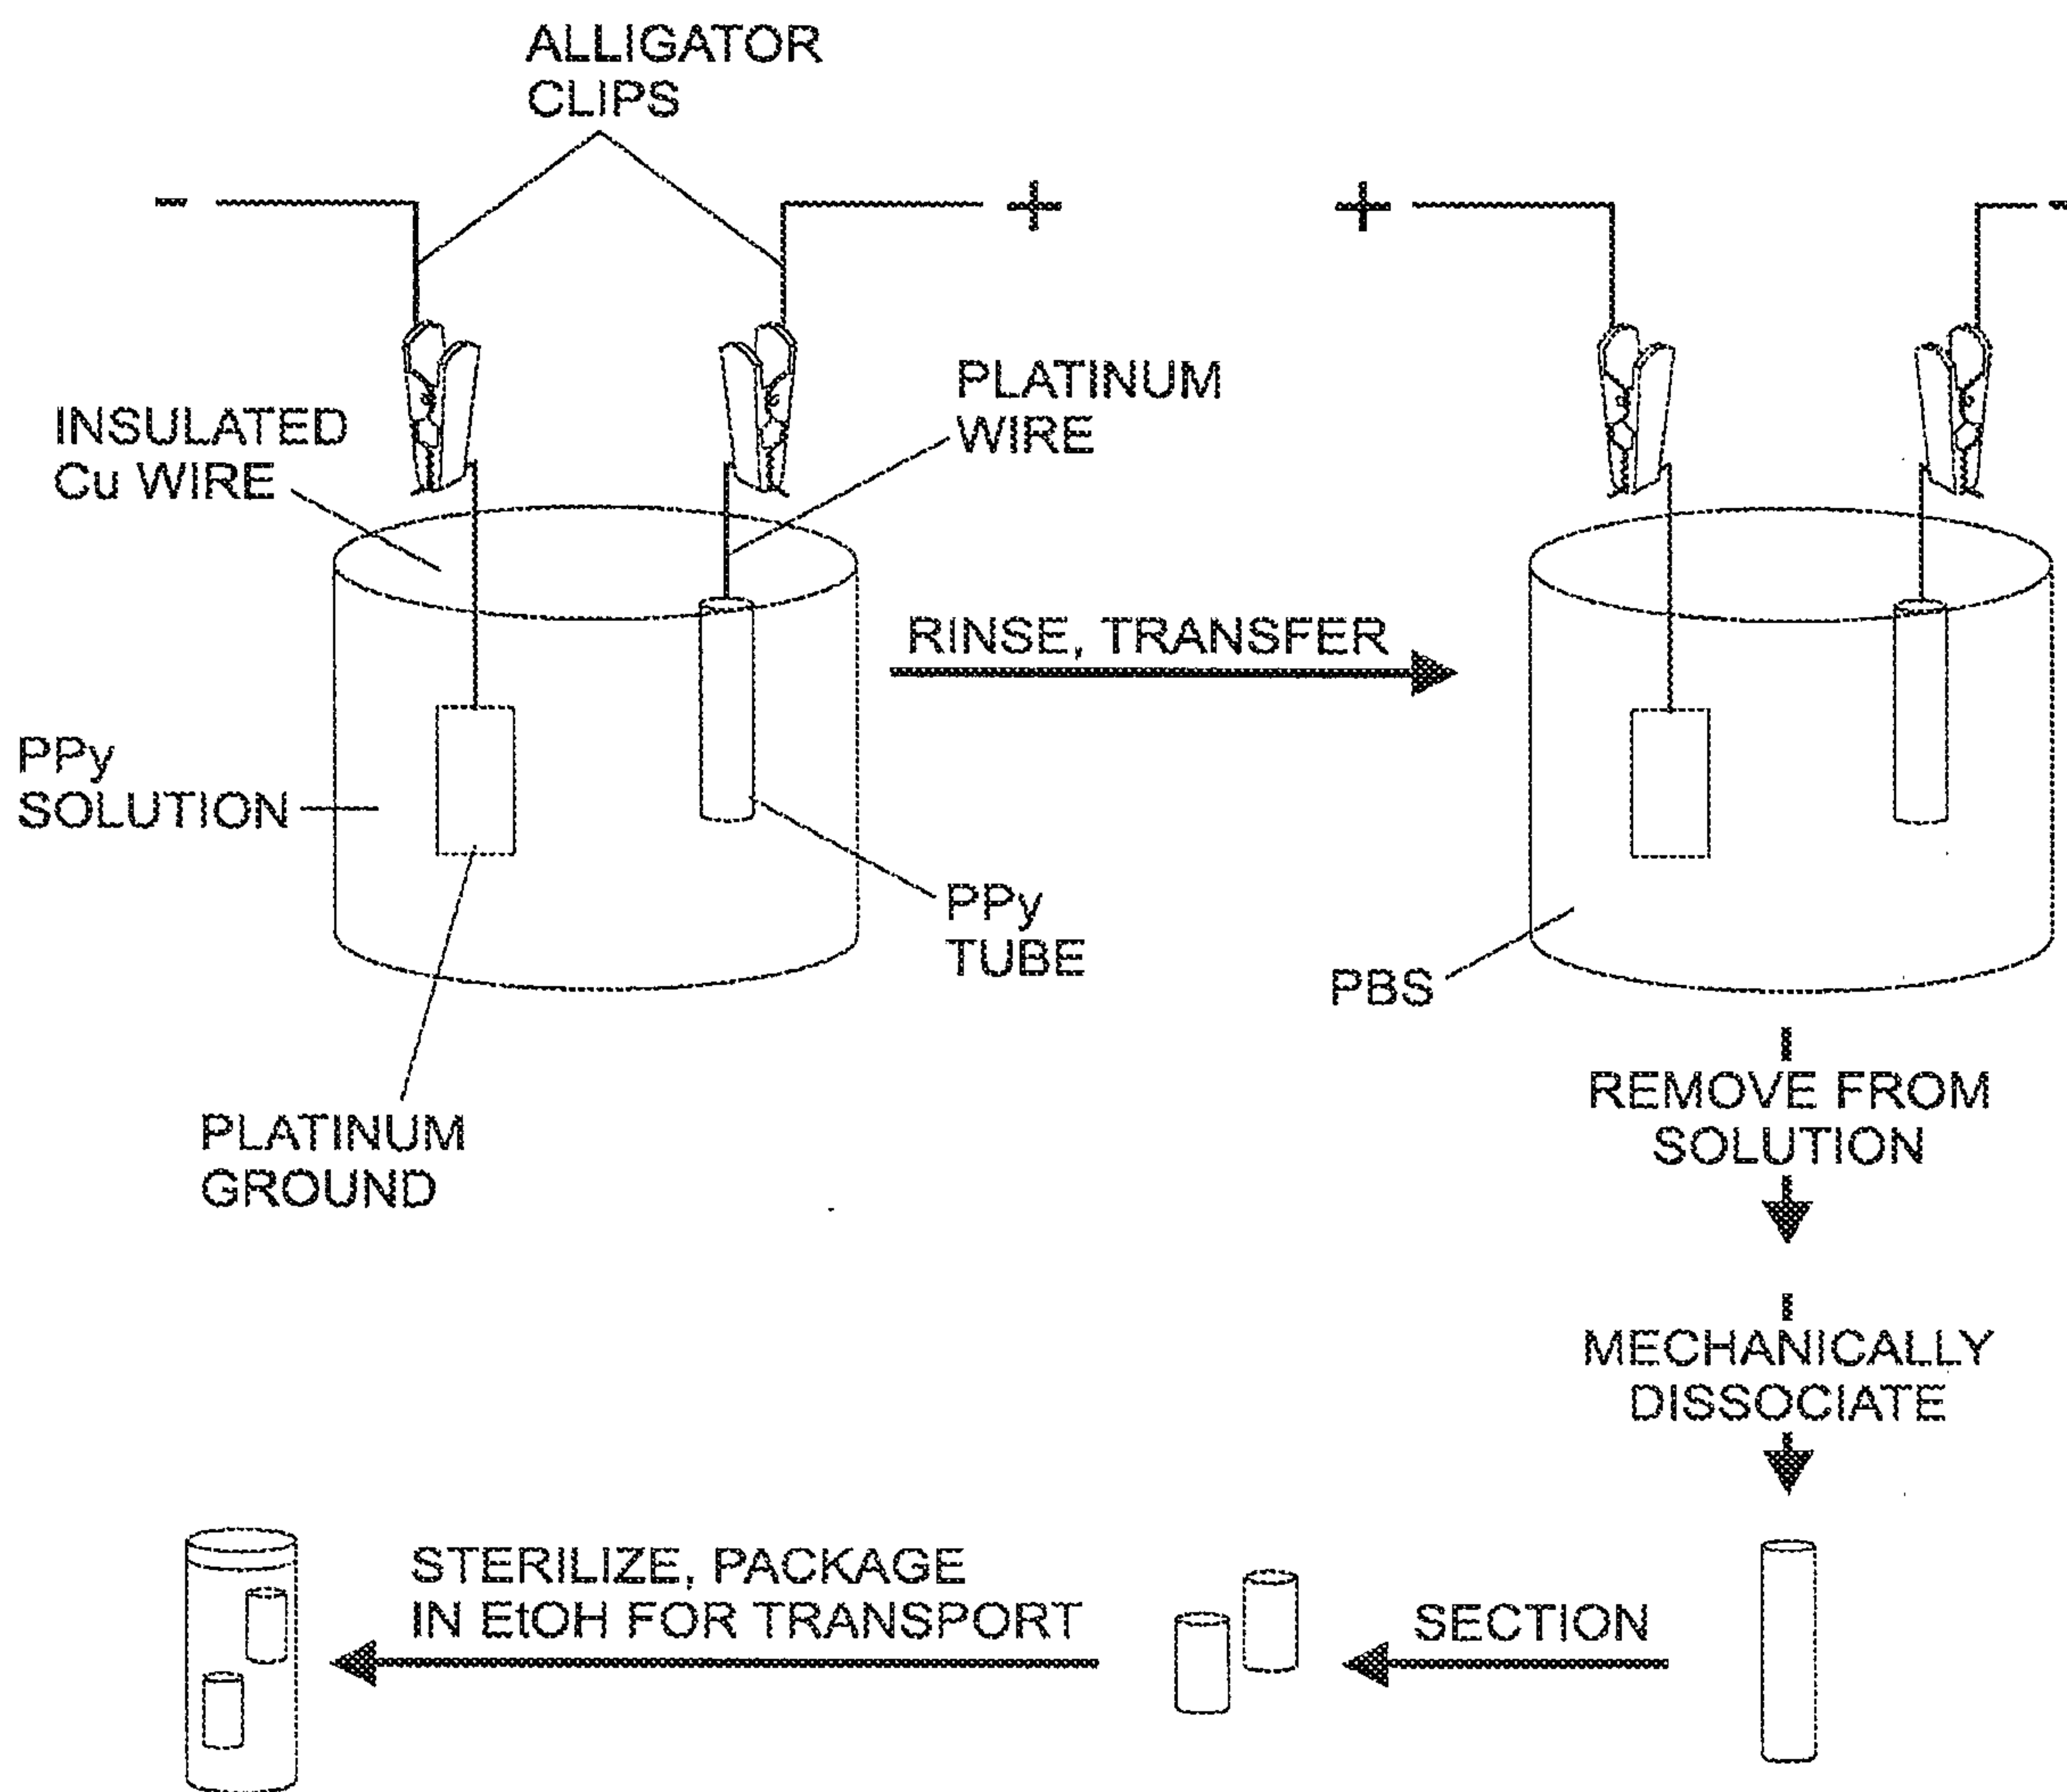 ALLIGATOR
CLIPS
-
+
+
-
INSULATED
Cu WIRE
PLATINUM
WIRE
RINSE, TRANSFER
PPy
SOLUTION
PPy
TUBE
PBS
PLATINUM
GROUND
REMOVE FROM
SOLUTION
MECHANICALLY
DISSOCIATE
STERILIZE, PACKAGE
IN EtOH FOR TRANSPORT
SECTION